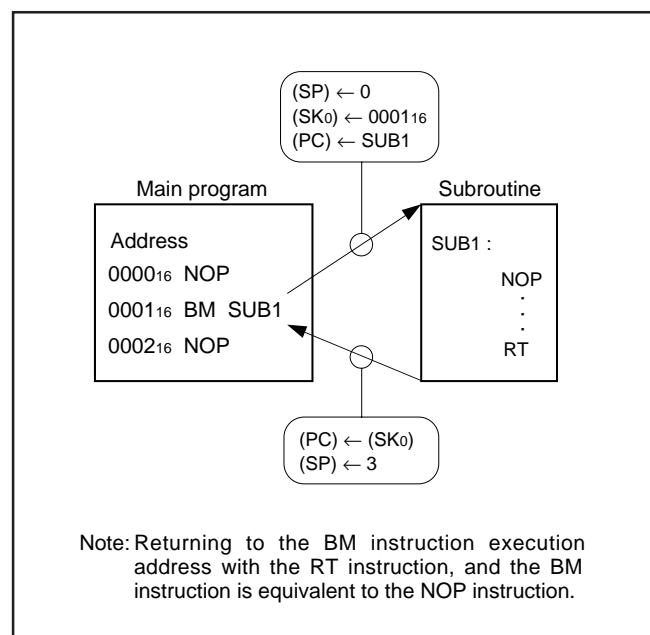 (SP) ← 0
(SK0) ← 000116
(PC) ← SUB1
Main program
Subroutine
Address
000016 NOP
000116 BM SUB1
000216 NOP
SUB1 :
NOP
·
·
·
RT
(PC) ← (SK0)
(SP) ← 3
Note: Returning to the BM instruction execution
address with the RT instruction, and the BM
instruction is equivalent to the NOP instruction.